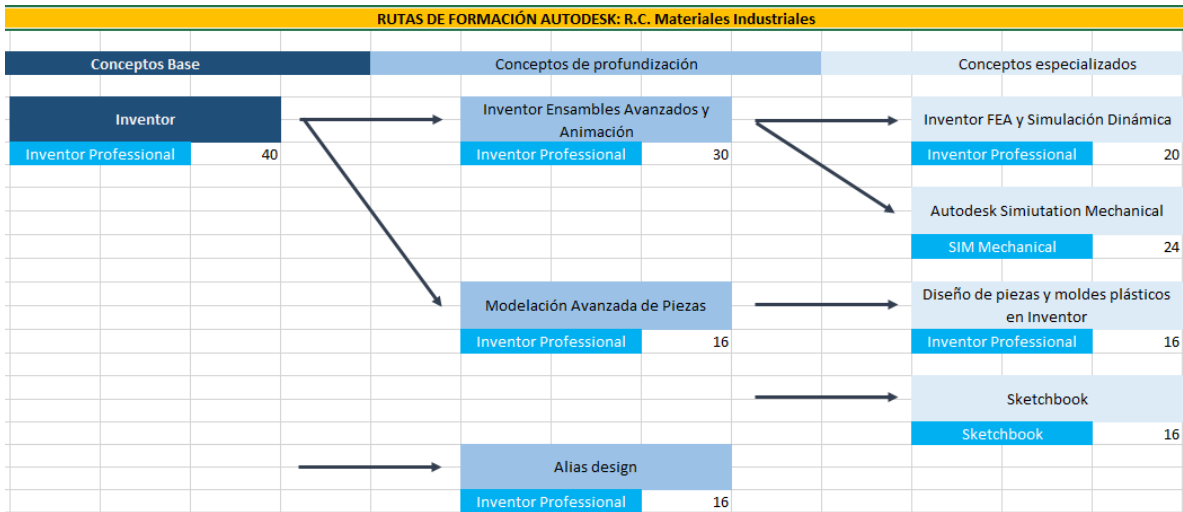 RUTAS DE FORMACIÓN AUTODESK: R.C. Materiales Industriales
Conceptos Base
Conceptos de profundización
Conceptos especializados
Inventor
Inventor Ensambles Avanzados y
Animación
Inventor FEA y Simulación Dinámica
Inventor Professional 40
Inventor Professional 30
Inventor Professional 20
Autodesk Simiutation Mechanical
SIM Mechanical 24
Modelación Avanzada de Piezas
Diseño de piezas y moldes plásticos
en Inventor
Inventor Professional 16
Inventor Professional 16
Sketchbook
Sketchbook 16
Alias design
Inventor Professional 16